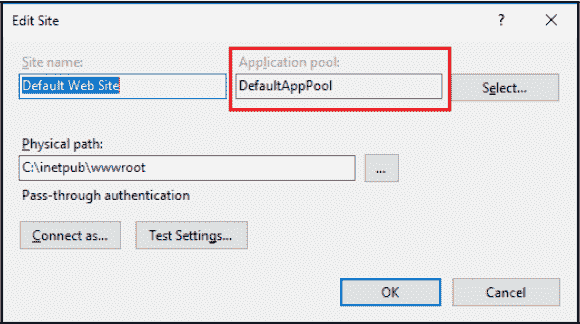 Edit Site
? X
Site name:
Application pool:
Default Web Site
DefaultAppPool
Select...
Physical path:
C:\inetpub\wwwroot
...
Pass-through authentication
Connect as...
Test Settings...
OK
Cancel